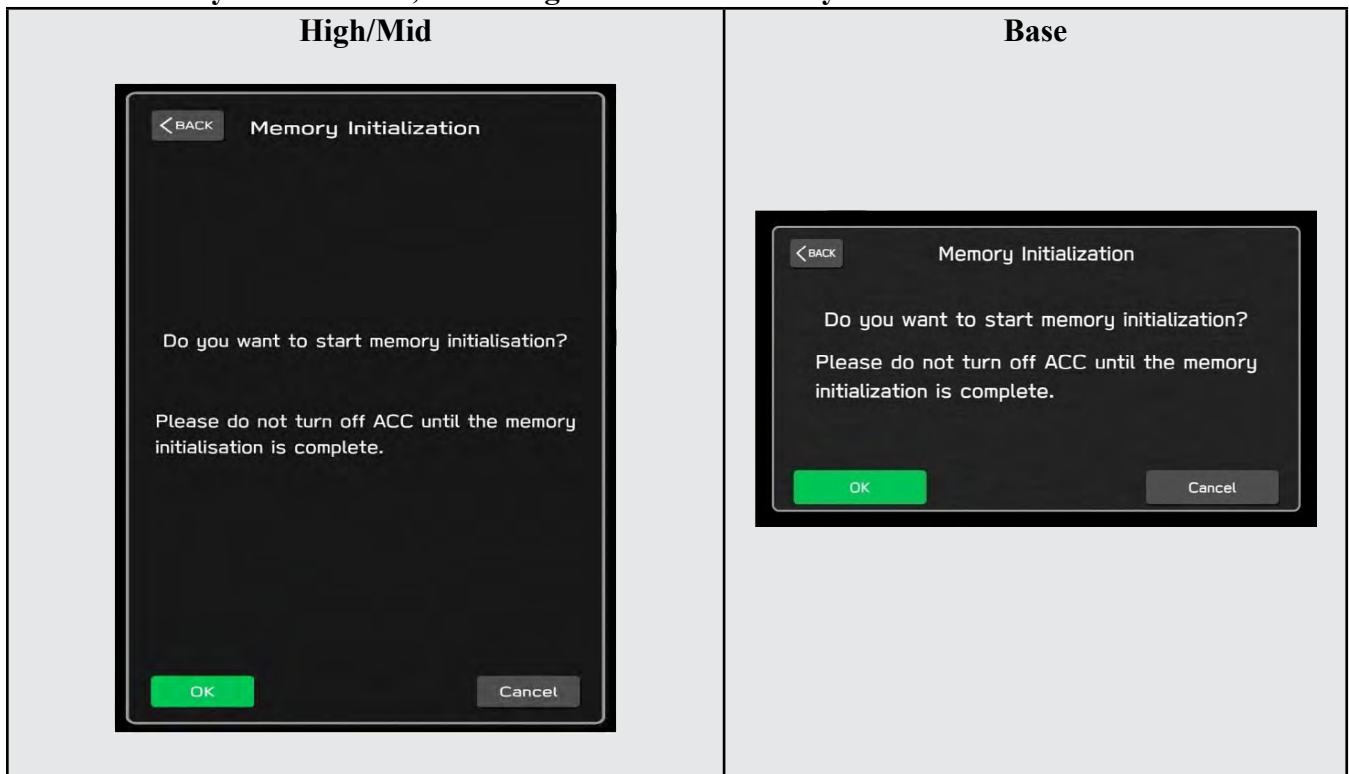 High/Mid
Base
BACK
Memory Initialization
Do you want to start memory initialisation?
Please do not turn off ACC until the memory
initialisation is complete.
OK
Cancel
BACK
Memory Initialization
Do you want to start memory initialization?
Please do not turn off ACC until the memory
initialization is complete.
OK
Cancel